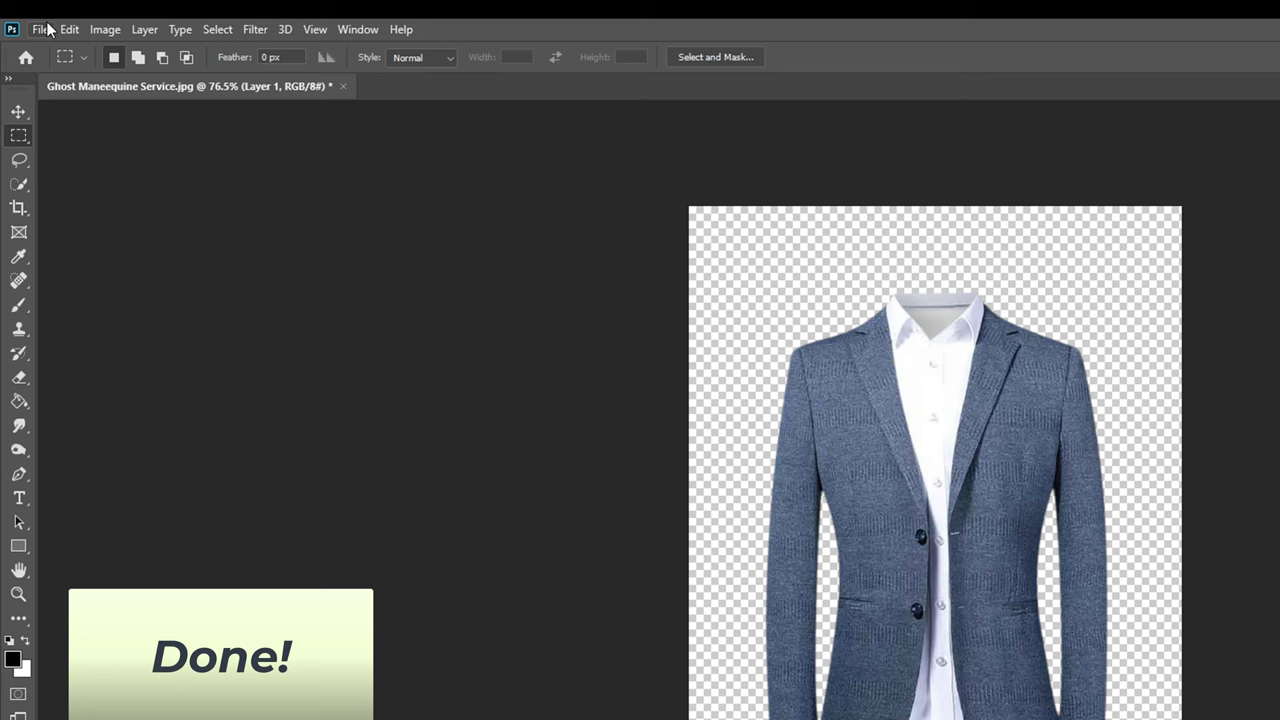 Ps File Edit Image Layer Type Select Filter 3D View Window Help
Feather: 0 px Style: Normal Width: Height: Select and Mask...
Ghost Maneequine Service.jpg @ 76.5% (Layer 1, RGB/8#) * ×
Done!